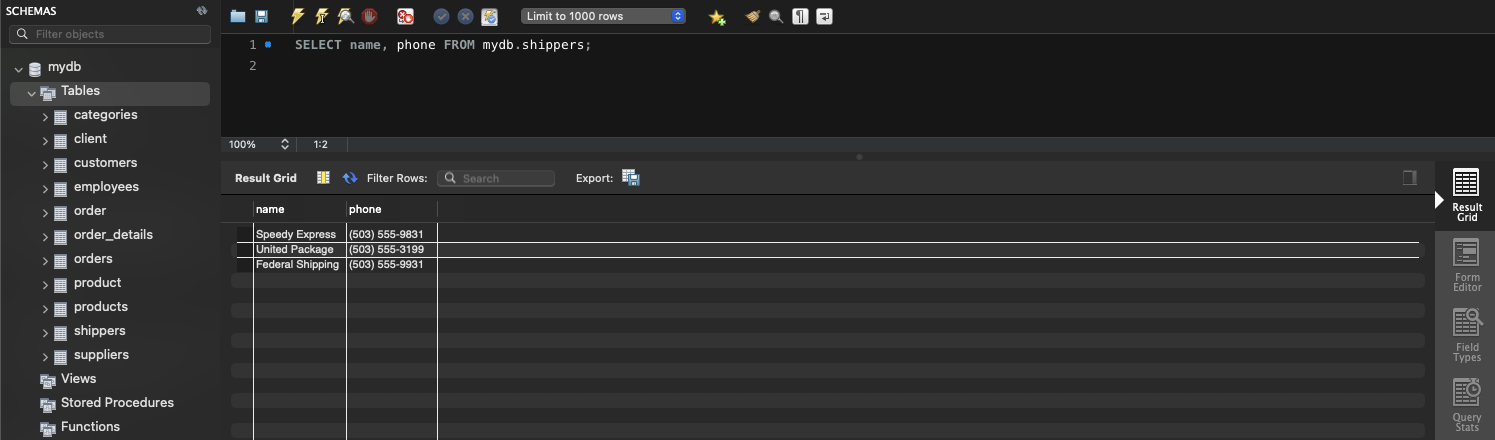 SCHEMAS
Filter objects
mydb
Tables
categories
client
customers
employees
order
order_details
orders
product
products
shippers
suppliers
Views
Stored Procedures
Functions
Limit to 1000 rows
1 SELECT name, phone FROM mydb.shippers;
2
100% 1:2
Result Grid Filter Rows: Search Export:
name phone
Speedy Express (503) 555-9831
United Package (503) 555-3199
Federal Shipping (503) 555-9931
Result
Grid
Form
Editor
Field
Types
Query
Stats